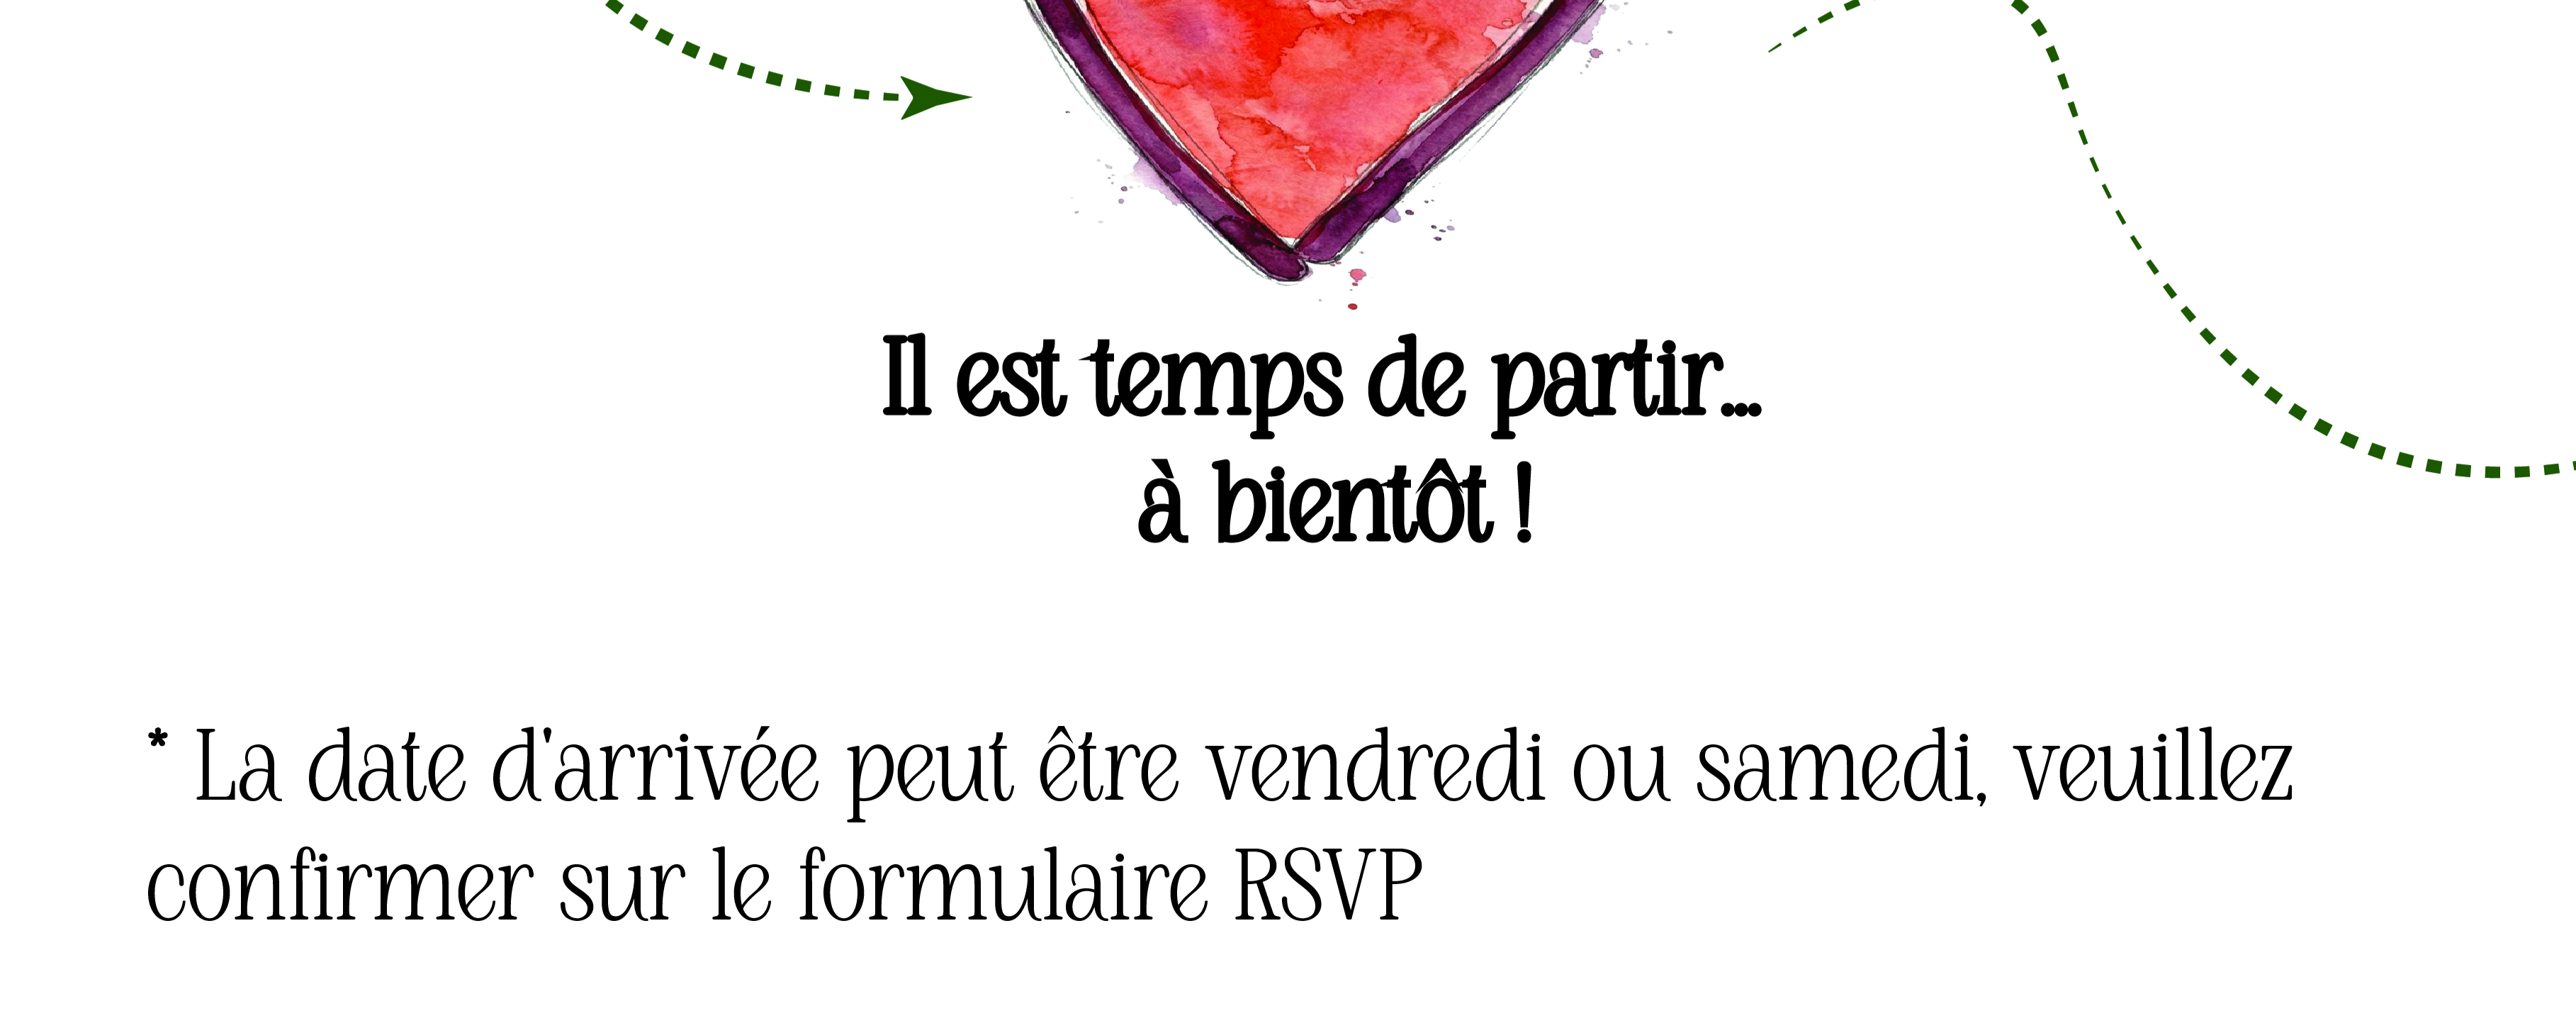 Il est temps de partir...
à bientôt !
* La date d'arrivée peut être vendredi ou samedi, veuillez
confirmer sur le formulaire RSVP